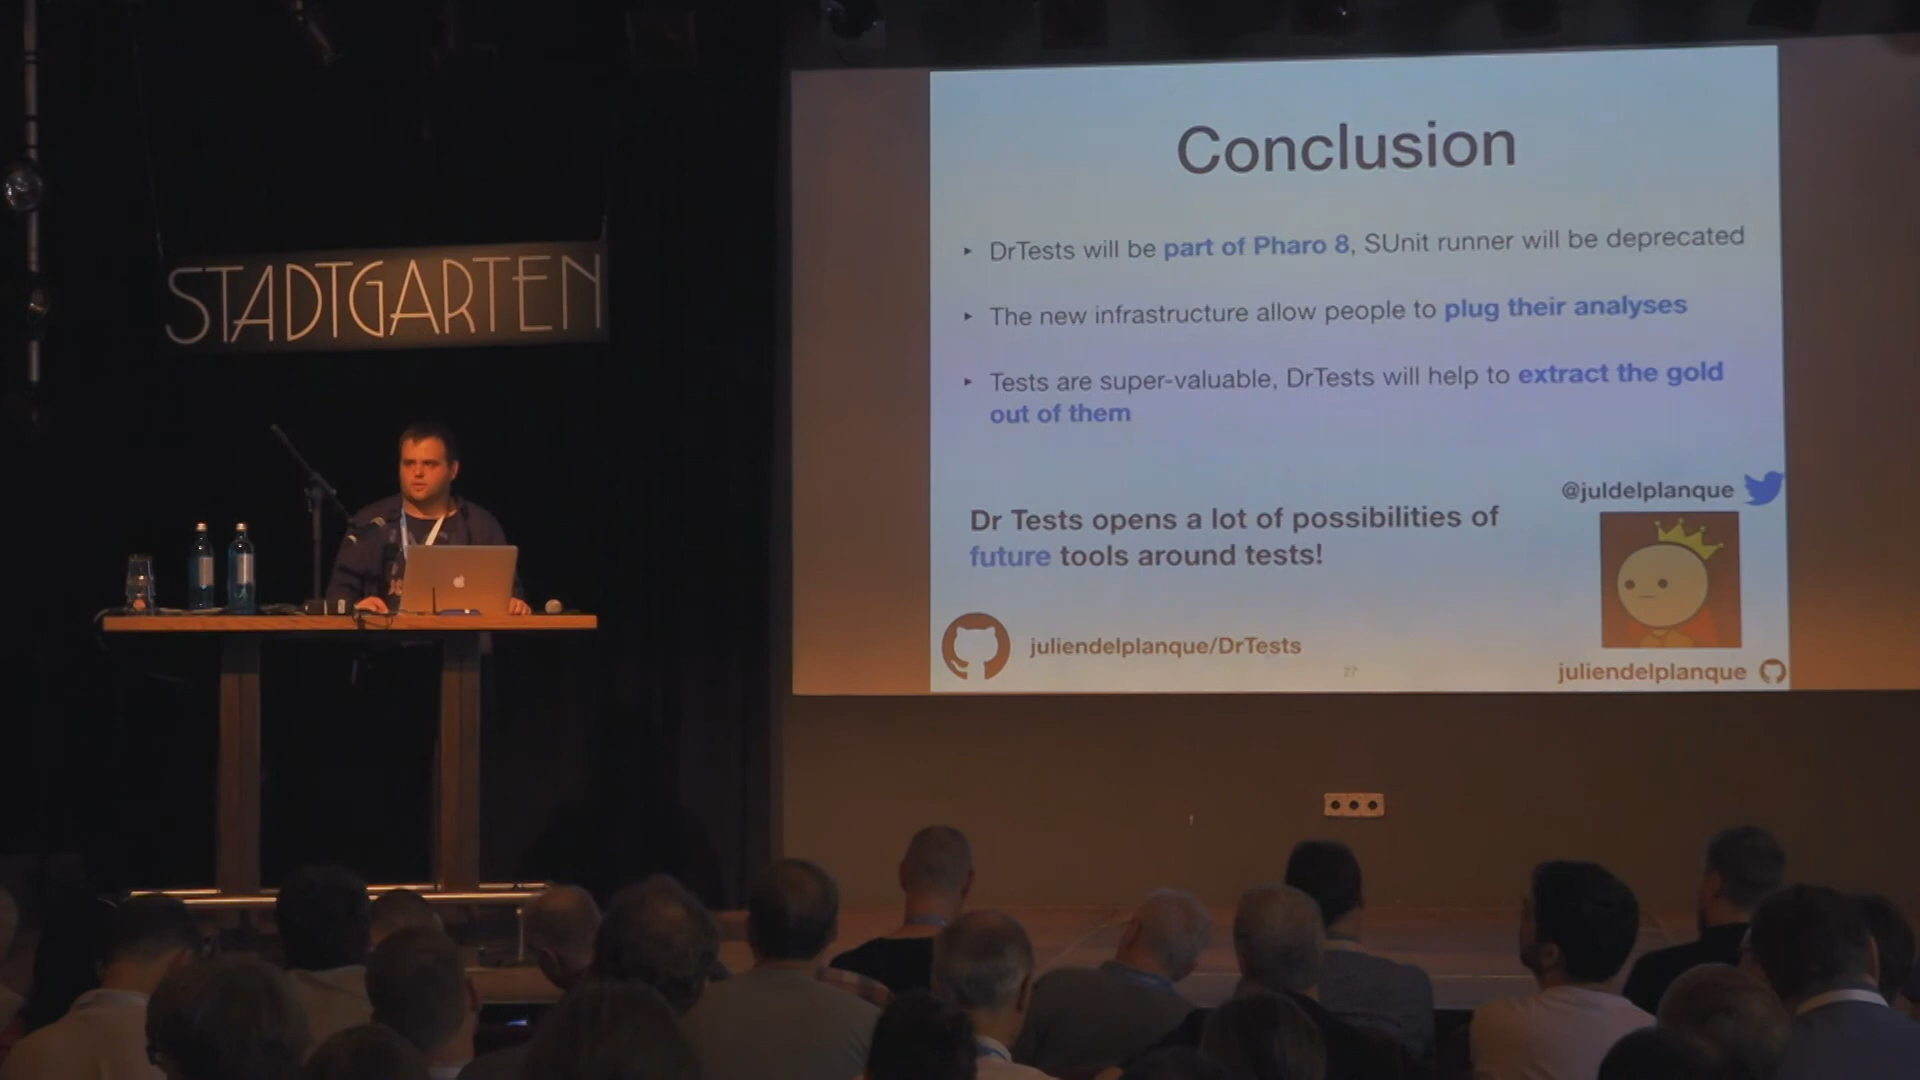 STADTGARTEN
Conclusion
‣ DrTests will be part of Pharo 8, SUnit runner will be deprecated
‣ The new infrastructure allow people to plug their analyses
‣ Tests are super-valuable, DrTests will help to extract the gold
out of them
@juldelplanque
Dr Tests opens a lot of possibilities of
future tools around tests!
juliendelplanque/DrTests
27
juliendelplanque